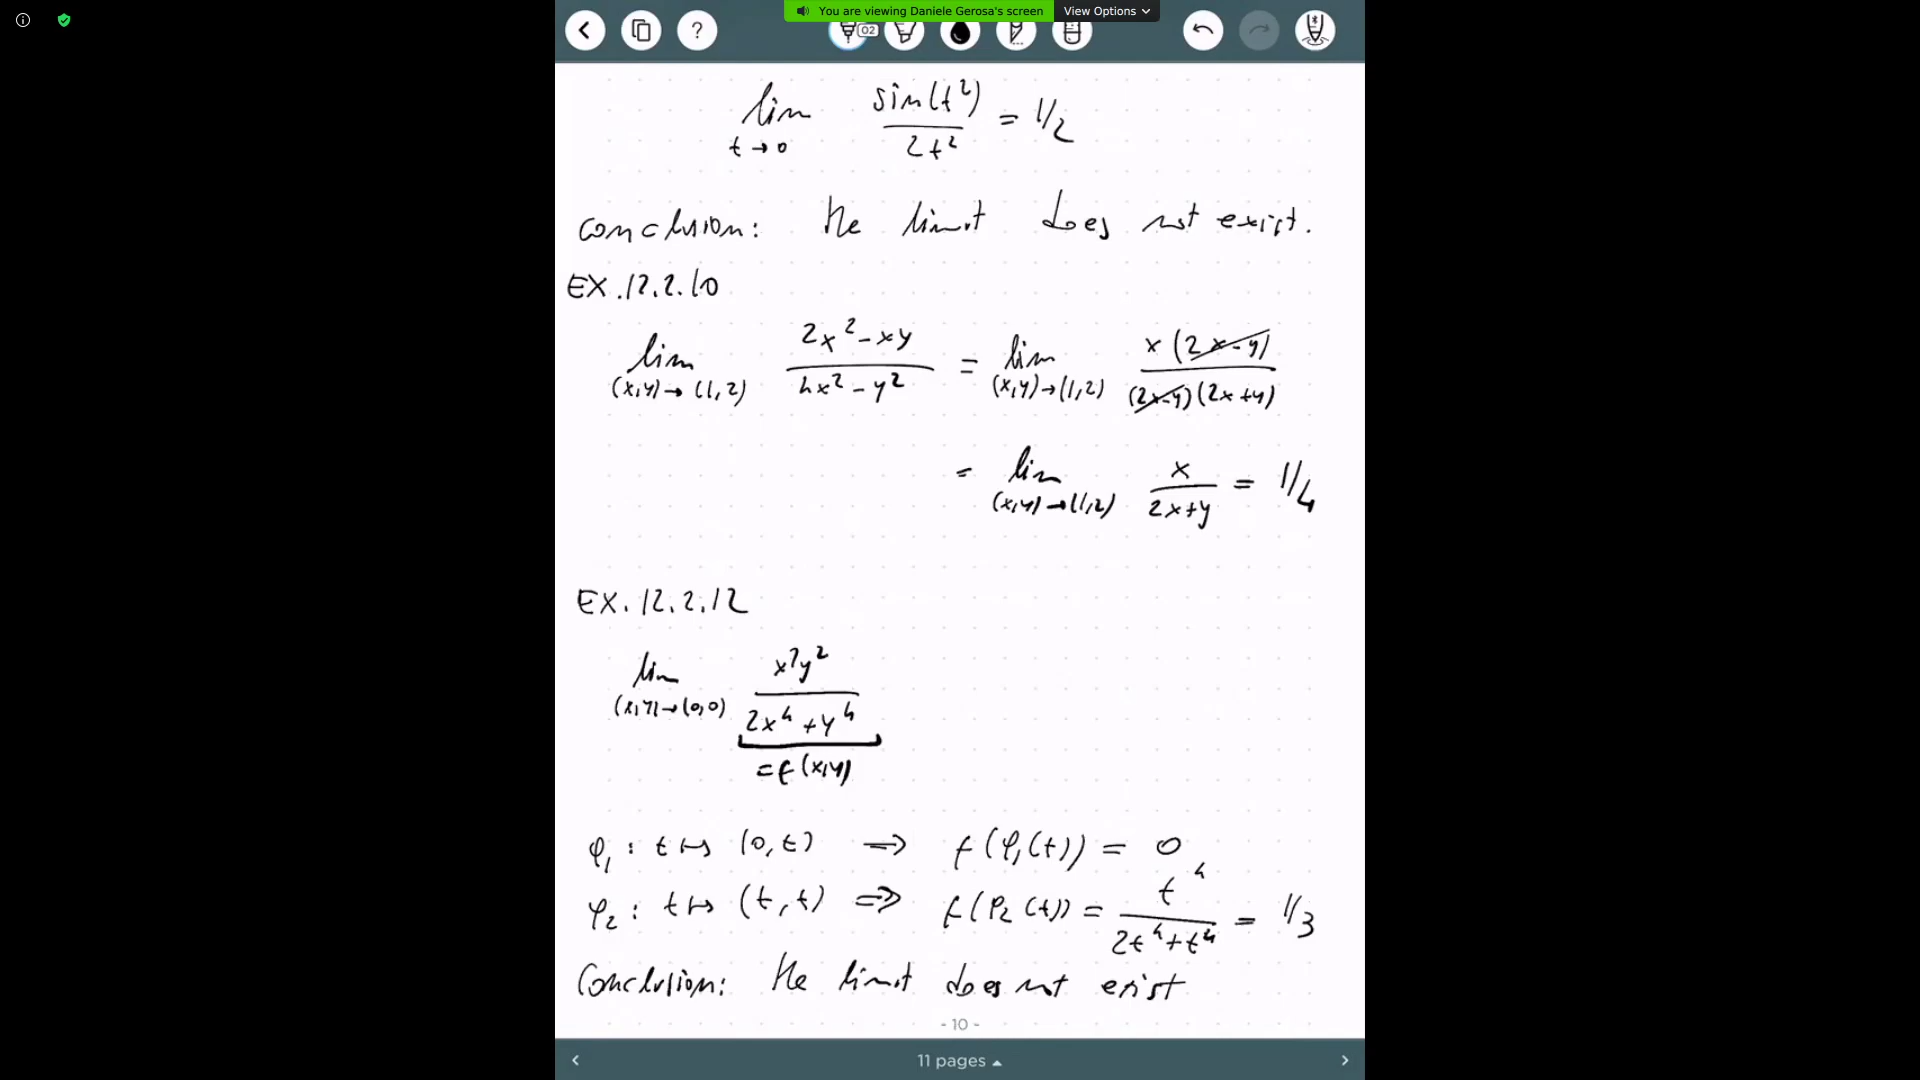 You are viewing Daniele Gerosa's screen View Options
? 02
lim t→0 sin(t²)/2t² = 1/2
Conclusion: the limit does not exist.
EX.12.2.10
lim (x,y)→(1,2) 2x²-xy/4x²-y² = lim (x,y)→(1,2) x(2x-y)/(2x-y)(2x+y)
= lim (x,y)→(1,2) x/2x+y = 1/4
EX.12.2.12
lim (x,y)→(0,0) x²y²/2x⁴+y⁴
=f(x,y)
φ₁: t↦(0,t) ⇒ f(φ₁(t)) = 0
φ₂: t↦(t,t) ⇒ f(φ₂(t)) = t⁴/2t⁴+t⁴ = 1/3
Conclusion: the limit does not exist
- 10 -
11 pages